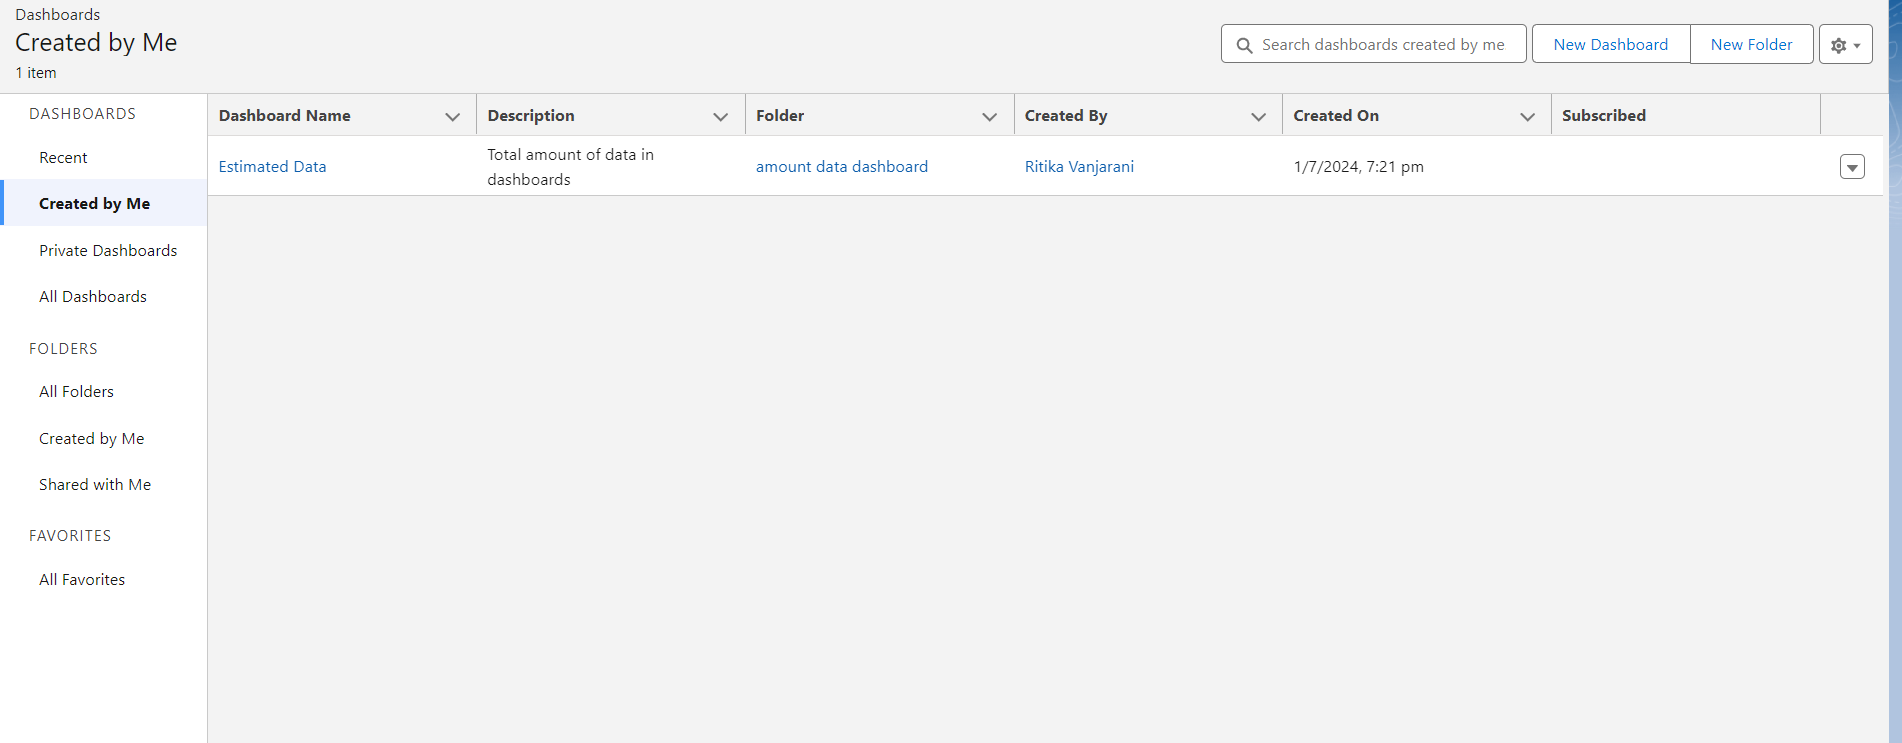 Dashboards
Created by Me
1 item
Search dashboards created by me
New Dashboard
New Folder
DASHBOARDS
Recent
Created by Me
Private Dashboards
All Dashboards
FOLDERS
All Folders
Created by Me
Shared with Me
FAVORITES
All Favorites
Dashboard Name Description Folder Created By Created On Subscribed
Estimated Data
Total amount of data in
dashboards
amount data dashboard
Ritika Vanjarani
1/7/2024, 7:21 pm